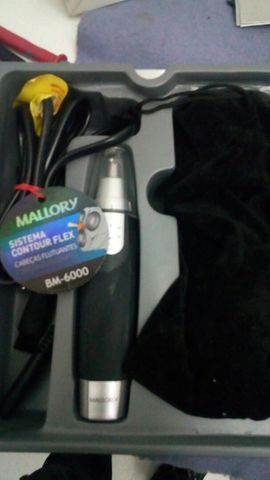 MALLORY
SISTEMA
CONTOUR FLEX
CABEÇAS FLUTUANTES
BM-6000
MALLORY